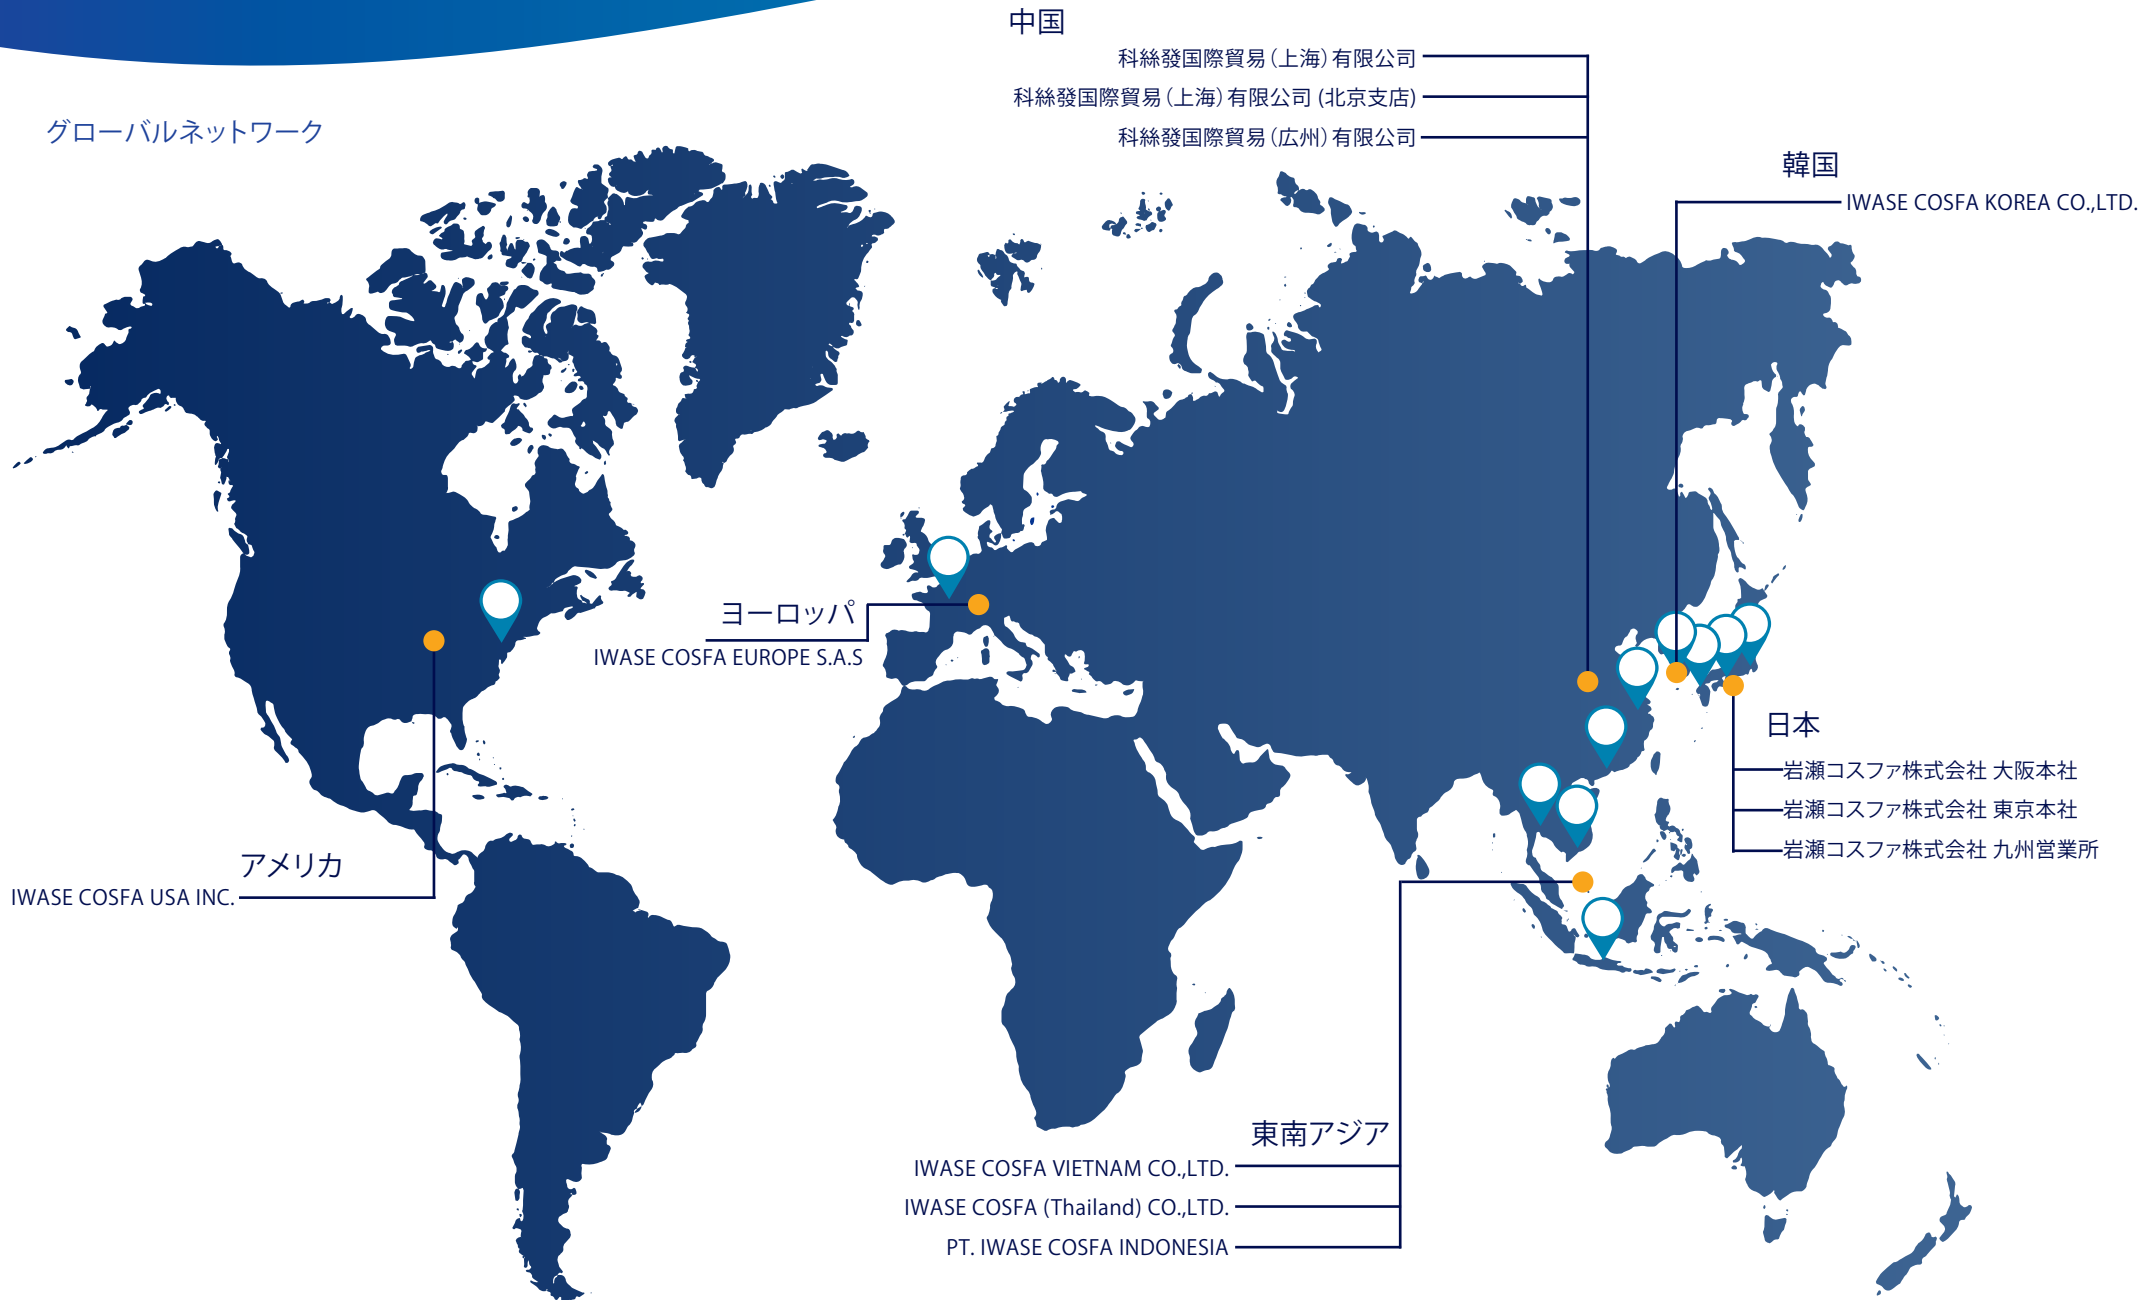 グローバルネットワーク
中国
科絲發国際貿易（上海）有限公司
科絲發国際貿易（上海）有限公司 (北京支店)
科絲發国際貿易（広州）有限公司
韓国
IWASE COSFA KOREA CO.,LTD.
ヨーロッパ
IWASE COSFA EUROPE S.A.S
日本
岩瀬コスファ株式会社 大阪本社
岩瀬コスファ株式会社 東京本社
岩瀬コスファ株式会社 九州営業所
アメリカ
IWASE COSFA USA INC.
東南アジア
IWASE COSFA VIETNAM CO.,LTD.
IWASE COSFA (Thailand) CO.,LTD.
PT. IWASE COSFA INDONESIA